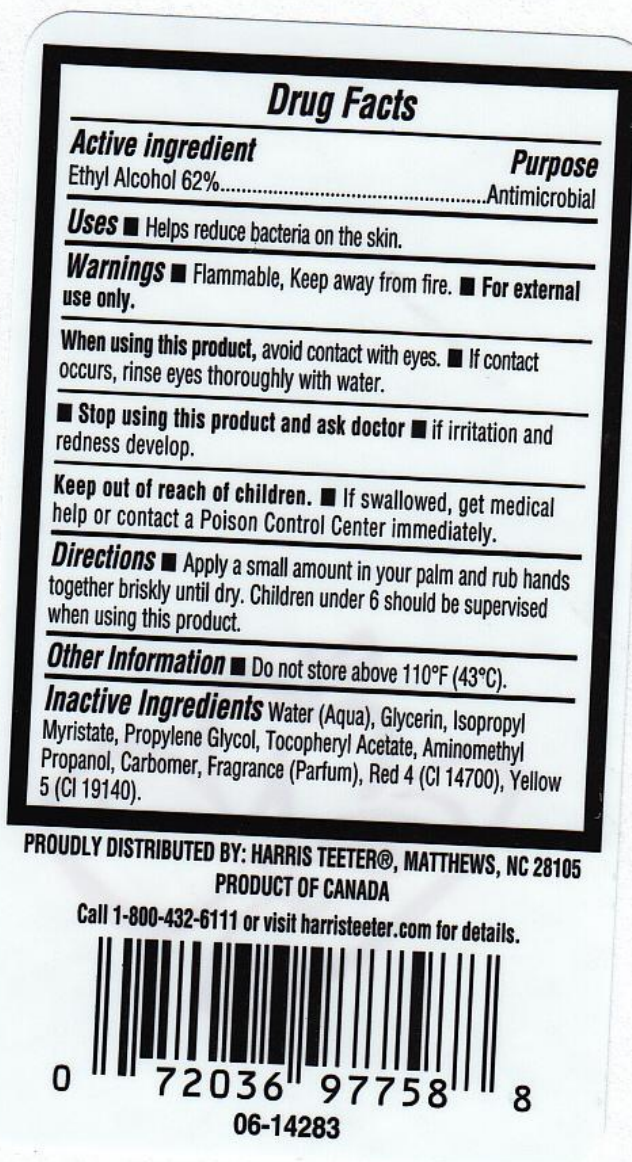 Drug Facts
Active ingredient Purpose
Ethyl Alcohol 62%..................................................Antimicrobial
Uses ■ Helps reduce bacteria on the skin.
Warnings ■ Flammable, Keep away from fire. ■ For external
use only.
When using this product, avoid contact with eyes. ■ If contact
occurs, rinse eyes thoroughly with water.
■ Stop using this product and ask doctor ■ if irritation and
redness develop.
Keep out of reach of children. ■ If swallowed, get medical
help or contact a Poison Control Center immediately.
Directions ■ Apply a small amount in your palm and rub hands
together briskly until dry. Children under 6 should be supervised
when using this product.
Other Information ■ Do not store above 110°F (43°C).
Inactive Ingredients Water (Aqua), Glycerin, Isopropyl
Myristate, Propylene Glycol, Tocopheryl Acetate, Aminomethyl
Propanol, Carbomer, Fragrance (Parfum), Red 4 (CI 14700), Yellow
5 (CI 19140).
PROUDLY DISTRIBUTED BY: HARRIS TEETER®, MATTHEWS, NC 28105
PRODUCT OF CANADA
Call 1-800-432-6111 or visit harristeeter.com for details.
0 72036 97758 8
06-14283